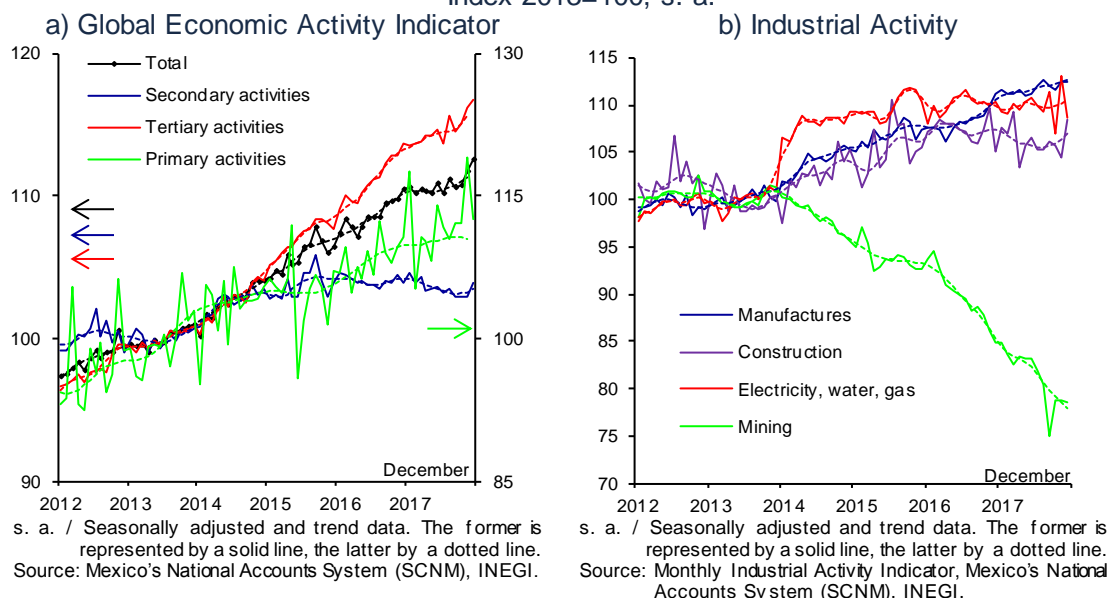 Index 2013=100, s. a.
a) Global Economic Activity Indicator
120
130
Total
Secondary activities
Tertiary activities
Primary activities
110
115
100
100
December
90
85
2012 2013 2014 2015 2016 2017
s. a. / Seasonally adjusted and trend data. The former is
represented by a solid line, the latter by a dotted line.
Source: Mexico's National Accounts System (SCNM), INEGI.
b) Industrial Activity
115
110
105
100
95
90
85
80
75
70
Manufactures
Construction
Electricity, water, gas
Mining
December
2012 2013 2014 2015 2016 2017
s. a. / Seasonally adjusted and trend data. The former is
represented by a solid line, the latter by a dotted line.
Source: Monthly Industrial Activity Indicator, Mexico's National
Accounts System (SCNM), INEGI.